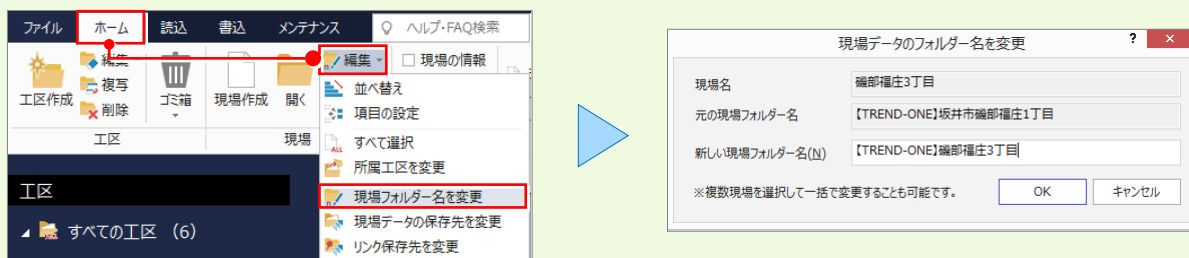 ファイル ホーム 読込 書込 メンテナンス ヘルプ・FAQ検索
工区作成 編集 複写 削除 ゴミ箱 現場作成 開く 編集 現場の情報
工区 現場
並べ替え
項目の設定
すべて選択
所属工区を変更
現場フォルダー名を変更
現場データの保存先を変更
リンク保存先を変更
工区
すべての工区 (6)
現場データのフォルダー名を変更 ? ×
現場名 磯部福庄3丁目
元の現場フォルダー名 【TREND-ONE】坂井市磯部福庄1丁目
新しい現場フォルダー名(N) 【TREND-ONE】磯部福庄3丁目
※複数現場を選択して一括で変更することも可能です。 OK キャンセル